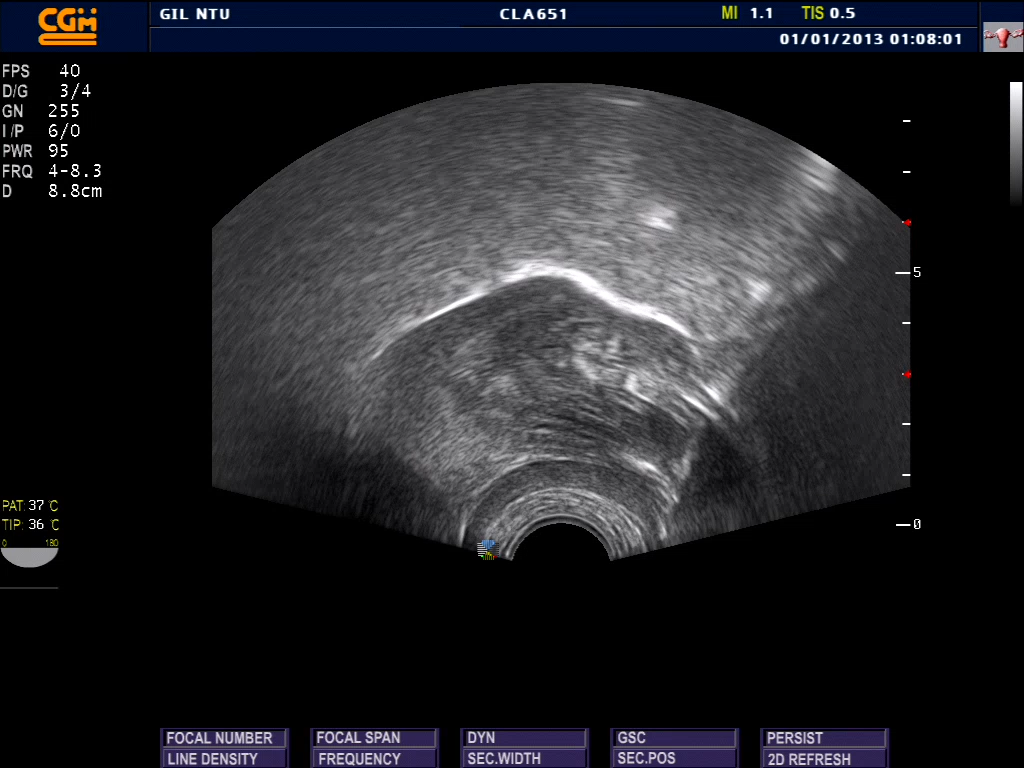 CGM
GIL NTU CLA651 MI 1.1 TIS 0.5
01/01/2013 01:08:01
FPS 40
D/G 3/4
GN 255
I/P 6/0
PWR 95
FRQ 4-8.3
D 8.8cm
5
PAT: 37 °C
TIP: 36 °C
0 180
0
FOCAL NUMBER FOCAL SPAN DYN GSC PERSIST
LINE DENSITY FREQUENCY SEC.WIDTH SEC.POS 2D REFRESH